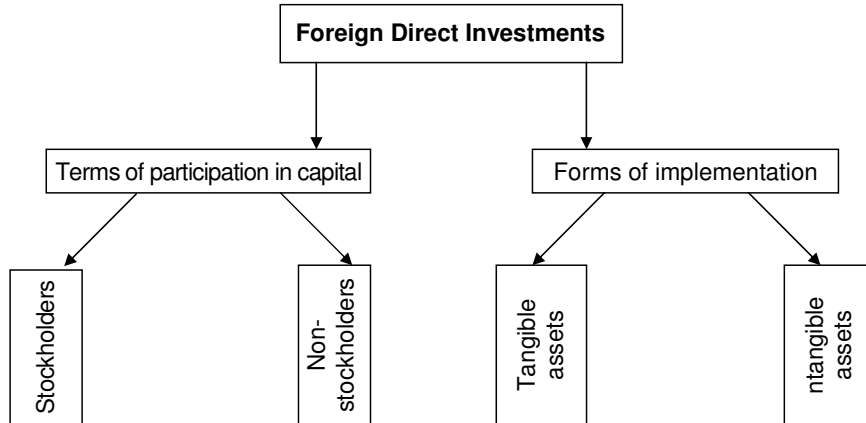 Foreign Direct Investments
Terms of participation in capital
Forms of implementation
Stockholders
Non-
stockholders
Tangible
assets
ntangible
assets